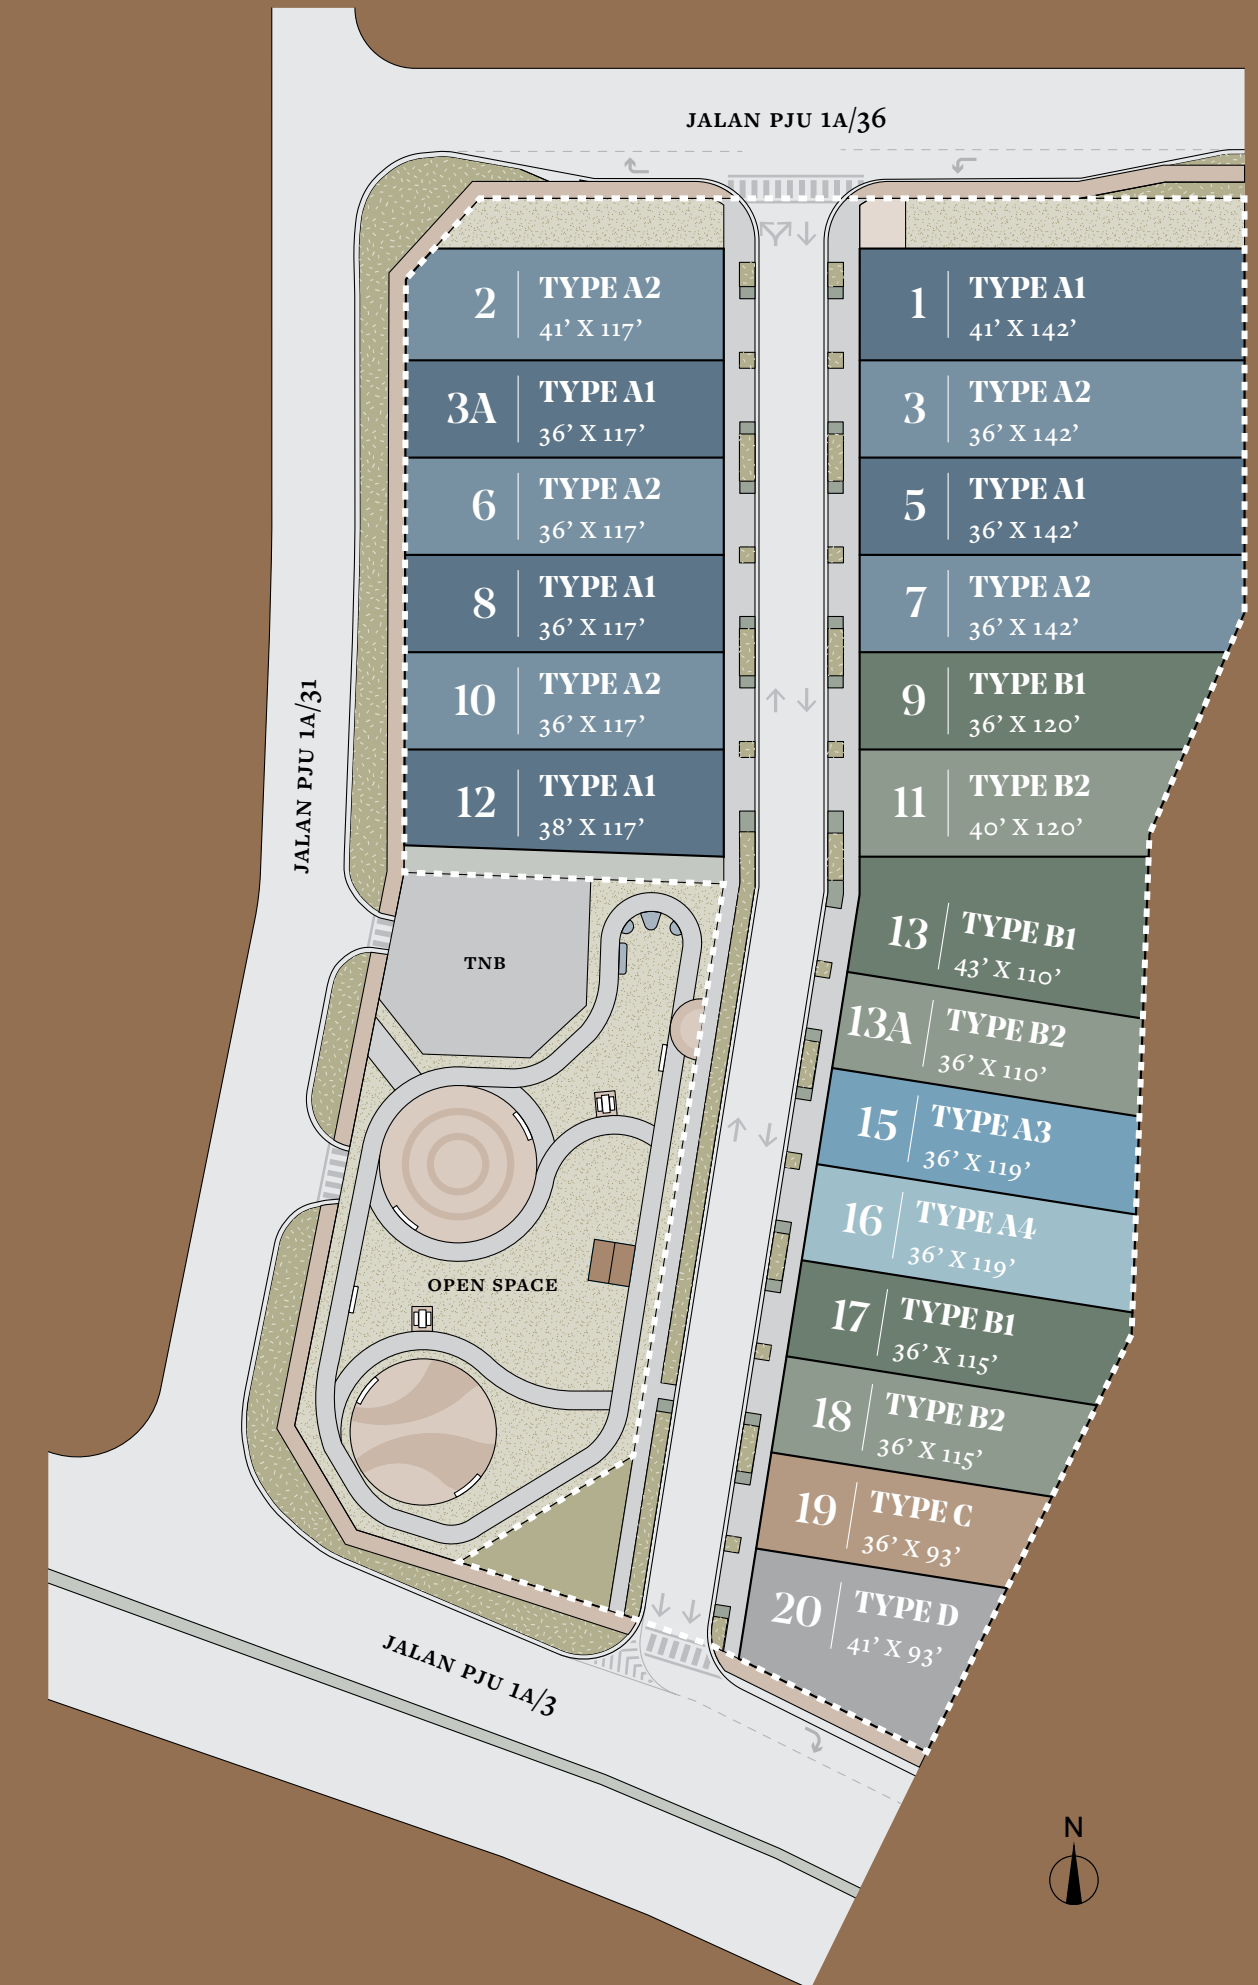 JALAN PJU 1A/36
2
TYPE A2
41’ X 117’
3A
TYPE A1
36’ X 117’
6
TYPE A2
36’ X 117’
8
TYPE A1
36’ X 117’
10
TYPE A2
36’ X 117’
12
TYPE A1
38’ X 117’
1
TYPE A1
41’ X 142’
3
TYPE A2
36’ X 142’
5
TYPE A1
36’ X 142’
7
TYPE A2
36’ X 142’
9
TYPE B1
36’ X 120’
11
TYPE B2
40’ X 120’
13
TYPE B1
43’ X 110’
13A
TYPE B2
36’ X 110’
15
TYPE A3
36’ X 119’
16
TYPE A4
36’ X 119’
17
TYPE B1
36’ X 115’
18
TYPE B2
36’ X 115’
19
TYPE C
36’ X 93’
20
TYPE D
41’ X 93’
JALAN PJU 1A/31
TNB
OPEN SPACE
JALAN PJU 1A/3
N